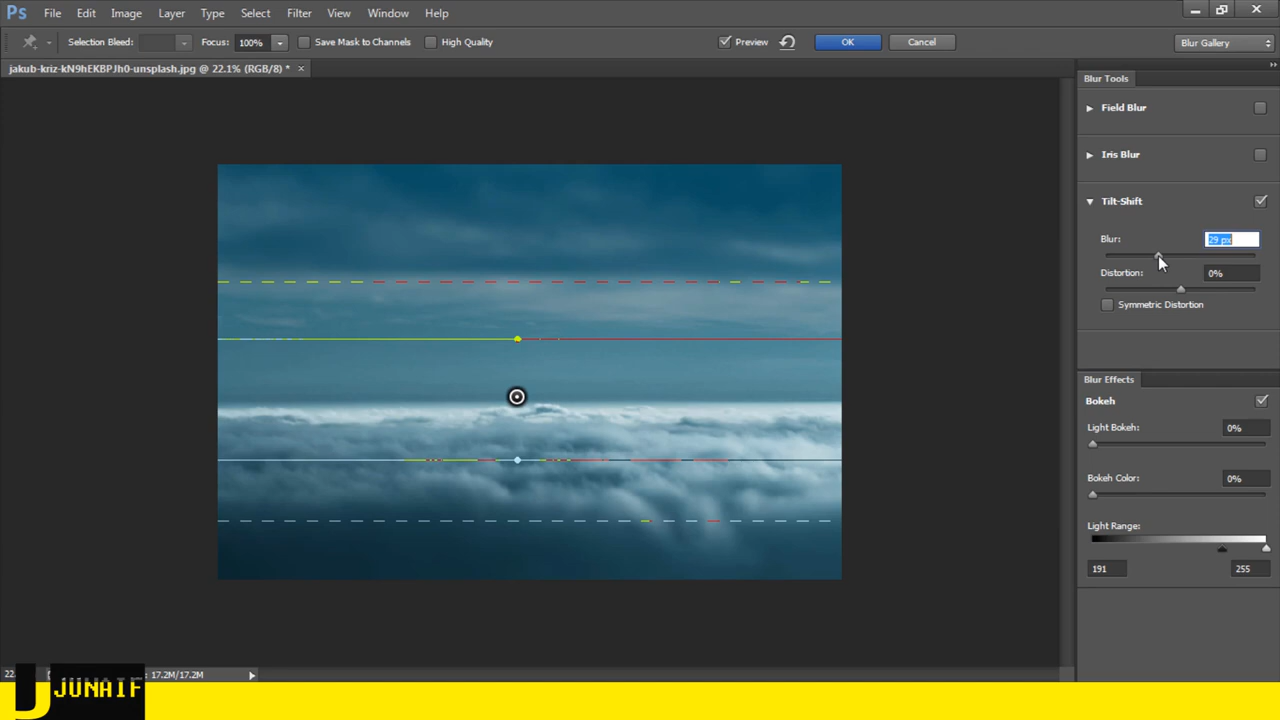 Ps File Edit Image Layer Type Select Filter View Window Help
Selection Bleed: Focus: 100% Save Mask to Channels High Quality Preview OK Cancel Blur Gallery
jakub-kriz-kN9hEKBPJh0-unsplash.jpg @ 22.1% (RGB/8) *
Blur Tools
Field Blur
Iris Blur
Tilt-Shift
Blur: 29 px
Distortion: 0%
Symmetric Distortion
Blur Effects
Bokeh
Light Bokeh: 0%
Bokeh Color: 0%
Light Range:
191 255
: 17.2M/17.2M
JUNAIF